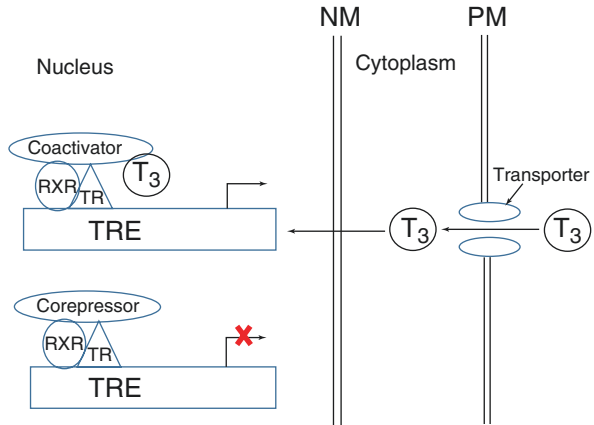 NM
PM
Nucleus
Cytoplasm
Coactivator
T3
RXR
TR
TRE
Transporter
T3
T3
Corepressor
RXR
TR
TRE